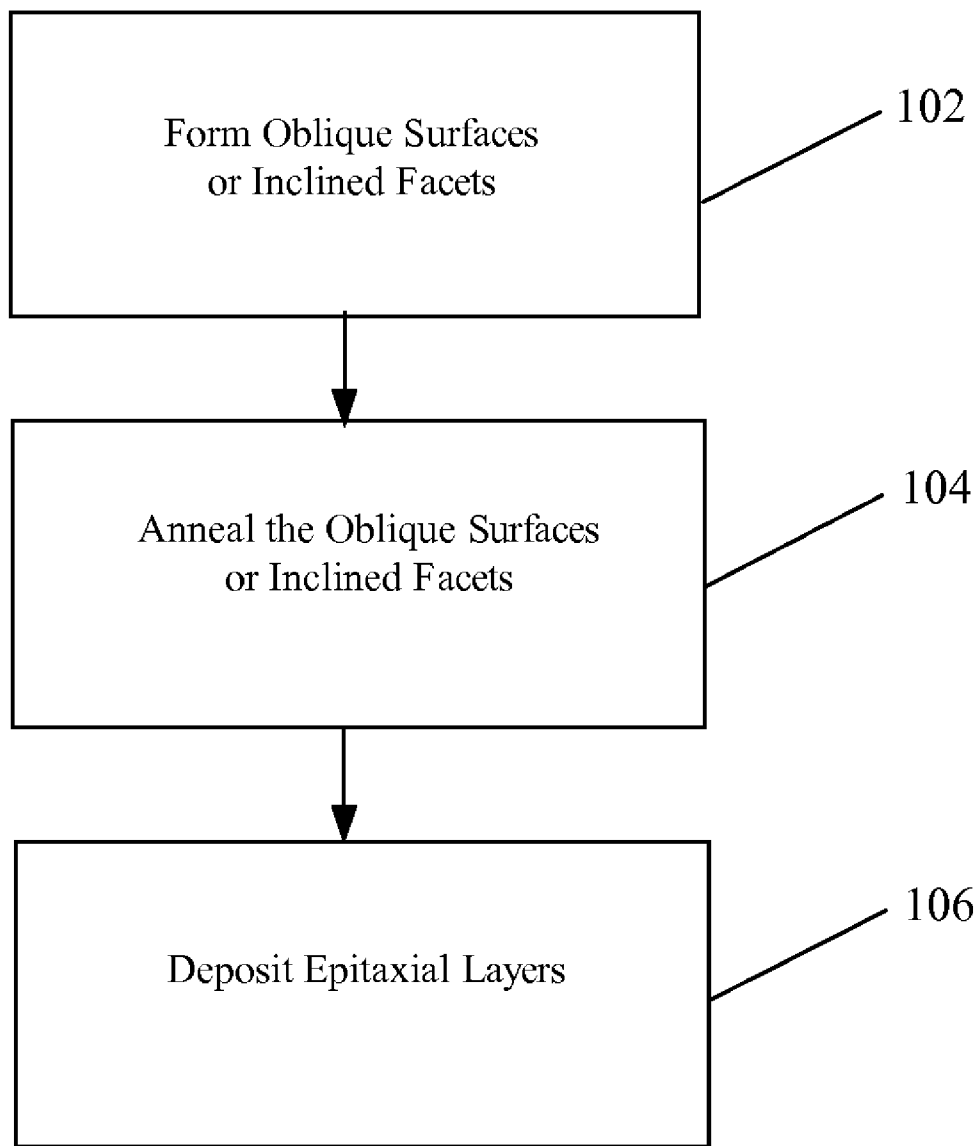 Form Oblique Surfaces
or Inclined Facets
102
Anneal the Oblique Surfaces
or Inclined Facets
104
Deposit Epitaxial Layers
106